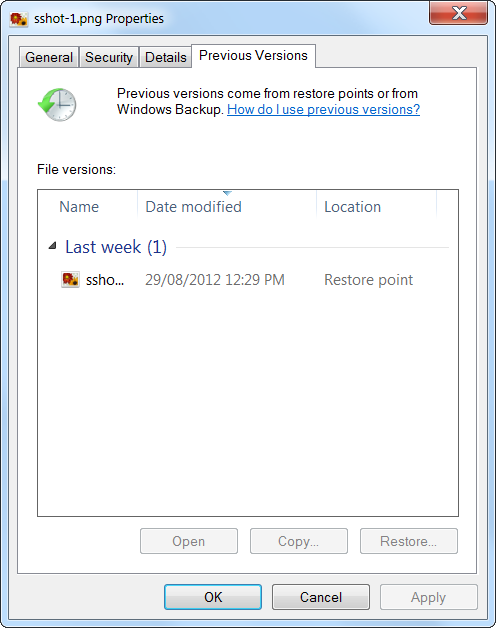 sshot-1.png Properties
General Security Details Previous Versions
Previous versions come from restore points or from
Windows Backup. How do I use previous versions?
File versions:
Name Date modified Location
Last week (1)
ssho... 29/08/2012 12:29 PM Restore point
Open Copy... Restore...
OK Cancel Apply